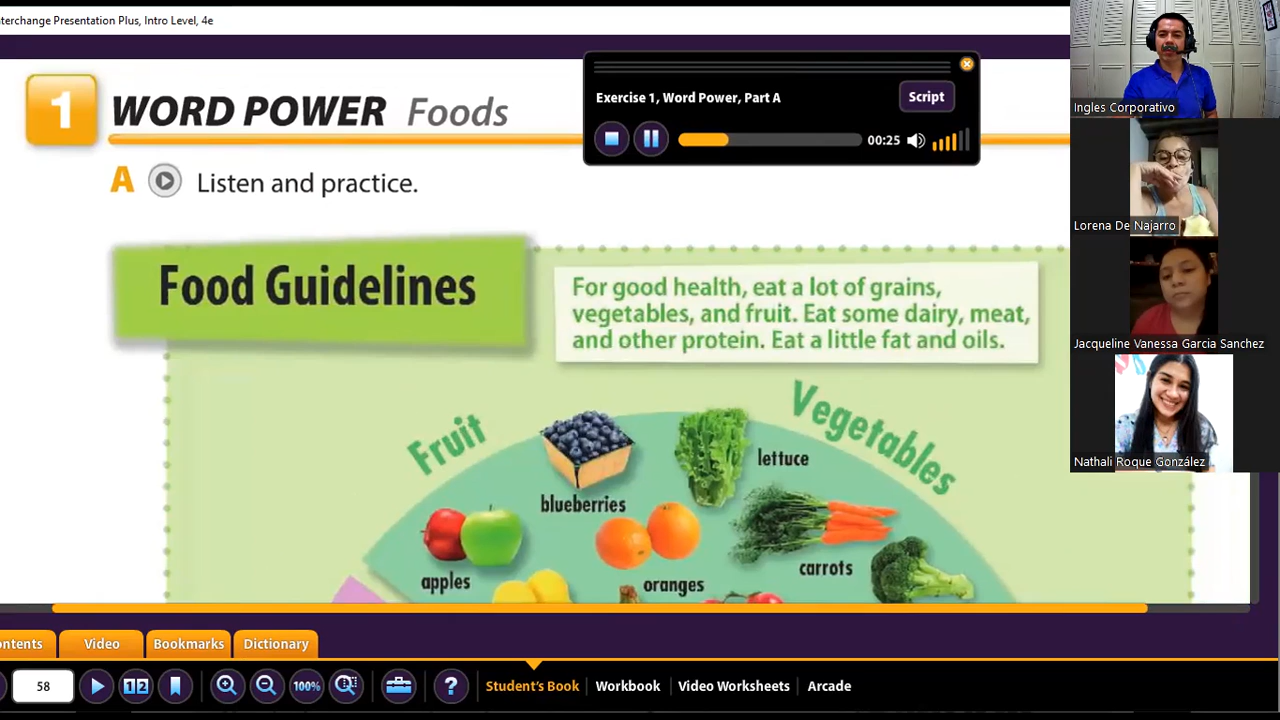 nterchange Presentation Plus, Intro Level, 4e
1 WORD POWER Foods
Exercise 1, Word Power, Part A
Script
00:25
A Listen and practice.
Food Guidelines
For good health, eat a lot of grains,
vegetables, and fruit. Eat some dairy, meat,
and other protein. Eat a little fat and oils.
Fruit
Vegetables
blueberries
lettuce
apples
oranges
carrots
Ingles Corporativo
Lorena De Najarro
Jacqueline Vanessa Garcia Sanchez
Nathali Roque González
ontents
Video
Bookmarks
Dictionary
58
1 2
100%
?
Student's Book
Workbook
Video Worksheets
Arcade